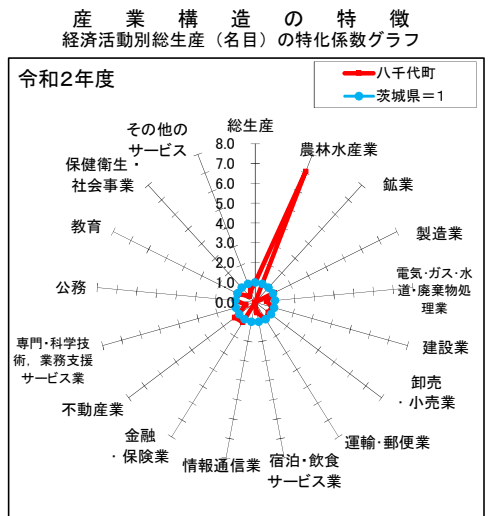 産業構造の特徴
経済活動別総生産（名目）の特化係数グラフ
令和2年度
八千代町
茨城県＝1
総生産
農林水産業
鉱業
製造業
電気・ガス・水
道・廃棄物処
理業
建設業
卸売
・小売業
運輸・郵便業
宿泊・飲食
サービス業
情報通信業
金融
・保険業
不動産業
専門・科学技
術，業務支援
サービス業
公務
教育
保健衛生・
社会事業
その他の
サービス
8.0
7.0
6.0
5.0
4.0
3.0
2.0
1.0
0.0